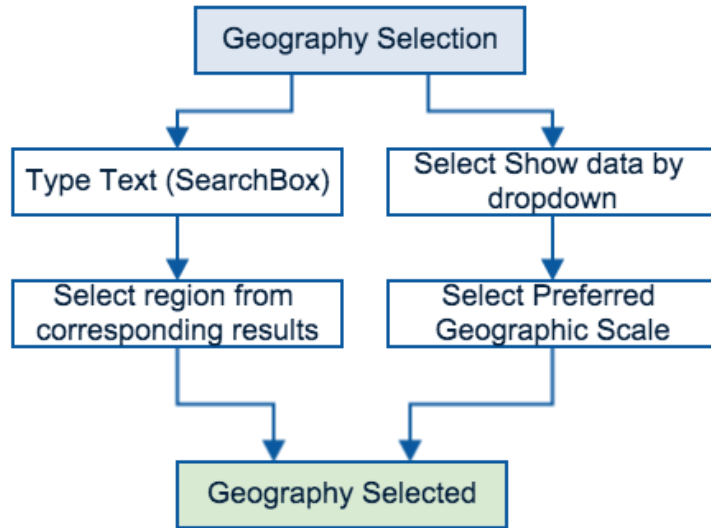 Geography Selection
Type Text (SearchBox)
Select Show data by
dropdown
Select region from
corresponding results
Select Preferred
Geographic Scale
Geography Selected